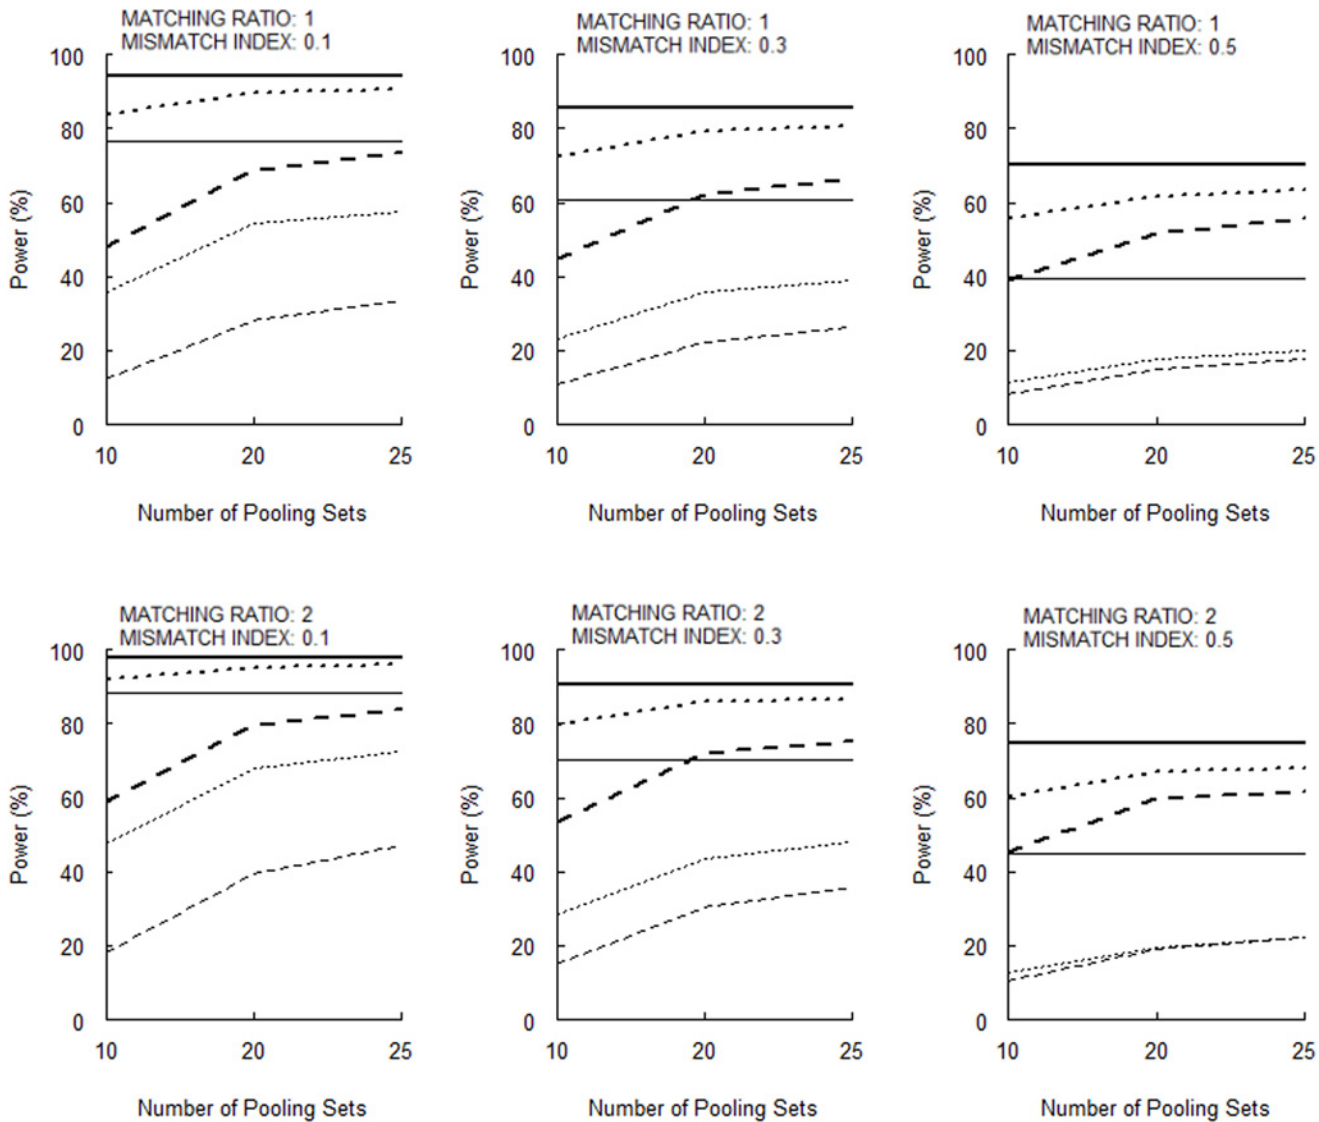 MATCHING RATIO: 1
MISMATCH INDEX: 0.1
100
80
60
40
20
0
Power (%)
10 20 25
Number of Pooling Sets
MATCHING RATIO: 1
MISMATCH INDEX: 0.3
100
80
60
40
20
0
Power (%)
10 20 25
Number of Pooling Sets
MATCHING RATIO: 1
MISMATCH INDEX: 0.5
100
80
60
40
20
0
Power (%)
10 20 25
Number of Pooling Sets
MATCHING RATIO: 2
MISMATCH INDEX: 0.1
100
80
60
40
20
0
Power (%)
10 20 25
Number of Pooling Sets
MATCHING RATIO: 2
MISMATCH INDEX: 0.3
100
80
60
40
20
0
Power (%)
10 20 25
Number of Pooling Sets
MATCHING RATIO: 2
MISMATCH INDEX: 0.5
100
80
60
40
20
0
Power (%)
10 20 25
Number of Pooling Sets